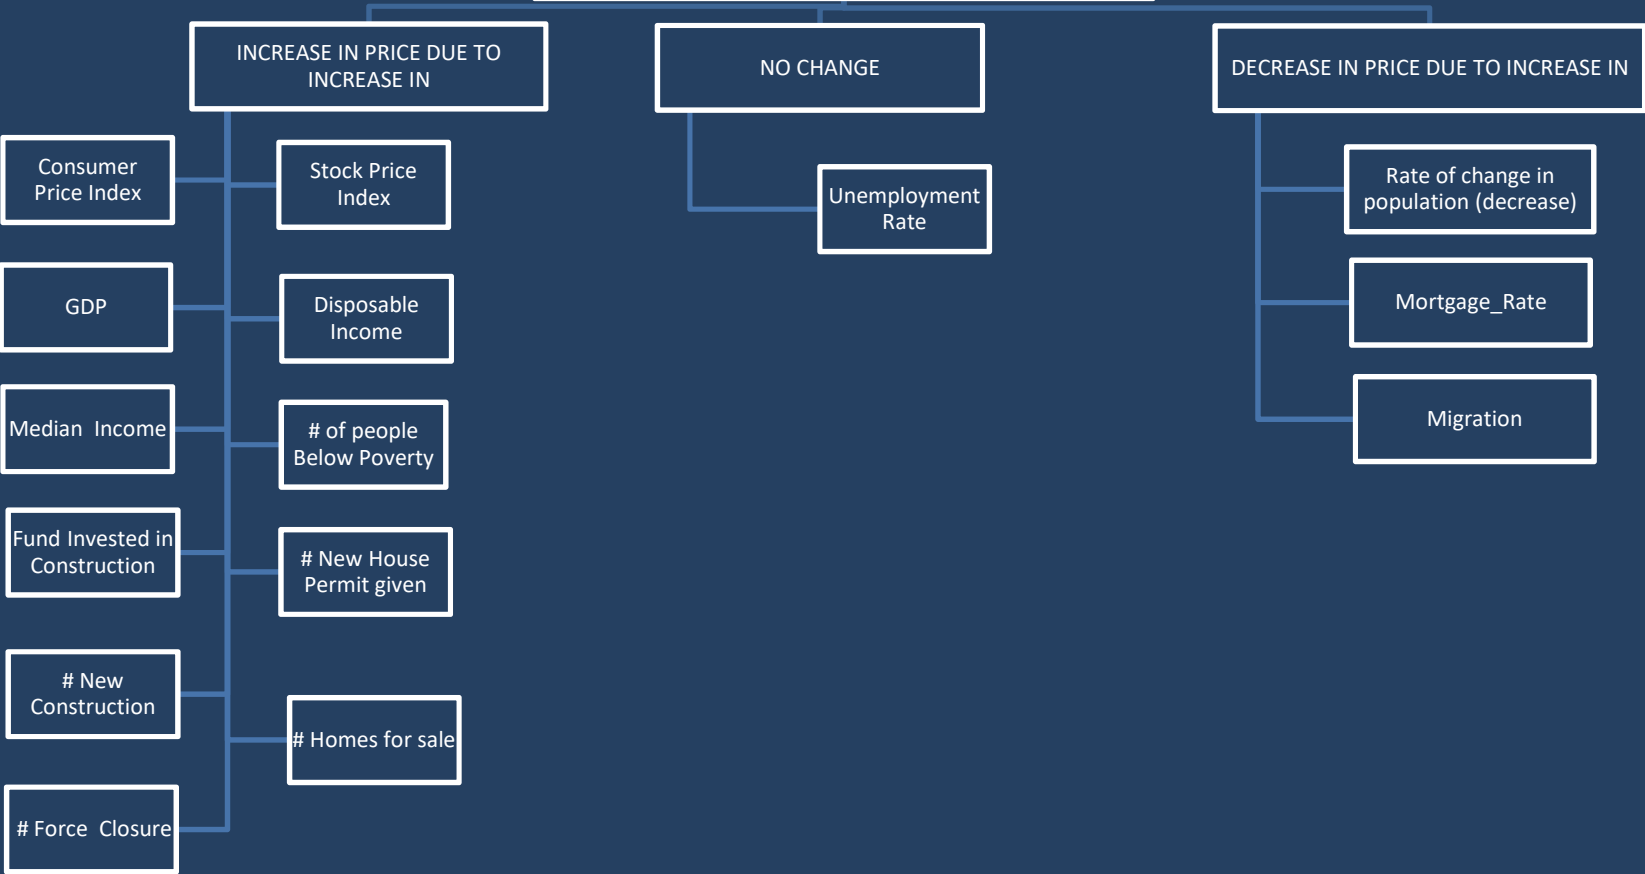 INCREASE IN PRICE DUE TO
INCREASE IN
NO CHANGE
DECREASE IN PRICE DUE TO INCREASE IN
Consumer
Price Index
Stock Price
Index
GDP
Disposable
Income
Median Income
# of people
Below Poverty
Fund Invested in
Construction
# New House
Permit given
# New
Construction
# Homes for sale
# Force Closure
Unemployment
Rate
Rate of change in
population (decrease)
Mortgage_Rate
Migration